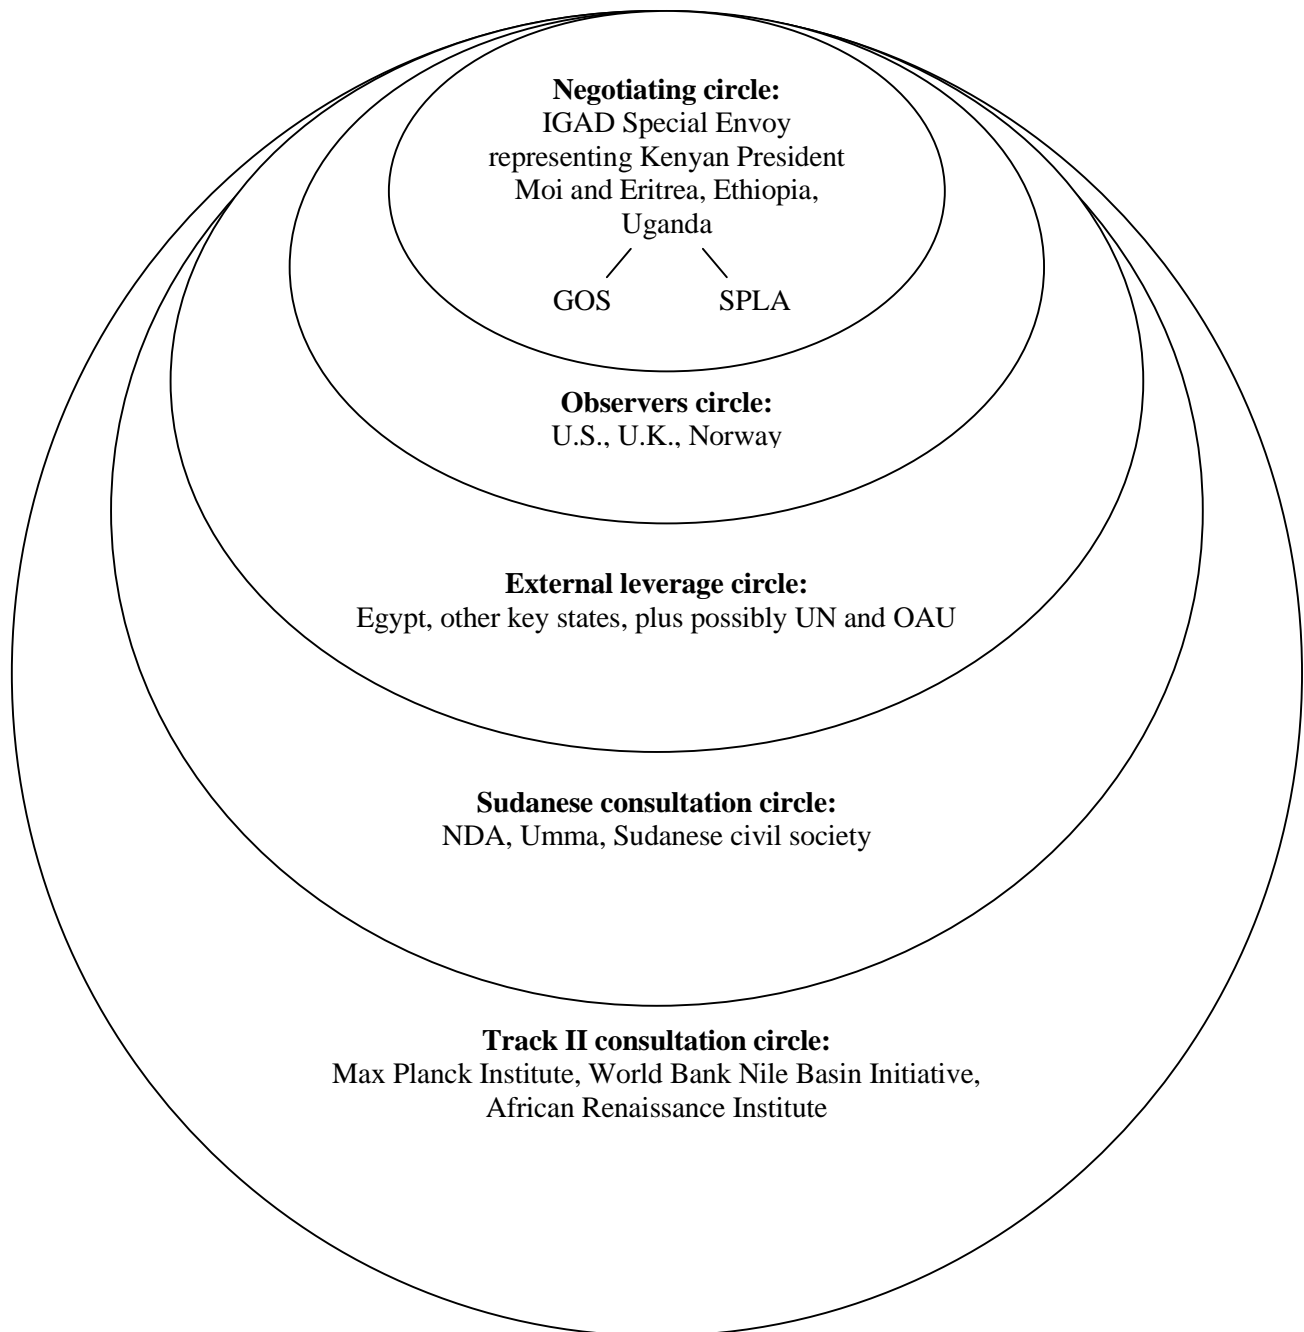 Negotiating circle:
IGAD Special Envoy
representing Kenyan President
Moi and Eritrea, Ethiopia,
Uganda
GOS SPLA
Observers circle:
U.S., U.K., Norway
External leverage circle:
Egypt, other key states, plus possibly UN and OAU
Sudanese consultation circle:
NDA, Umma, Sudanese civil society
Track II consultation circle:
Max Planck Institute, World Bank Nile Basin Initiative,
African Renaissance Institute